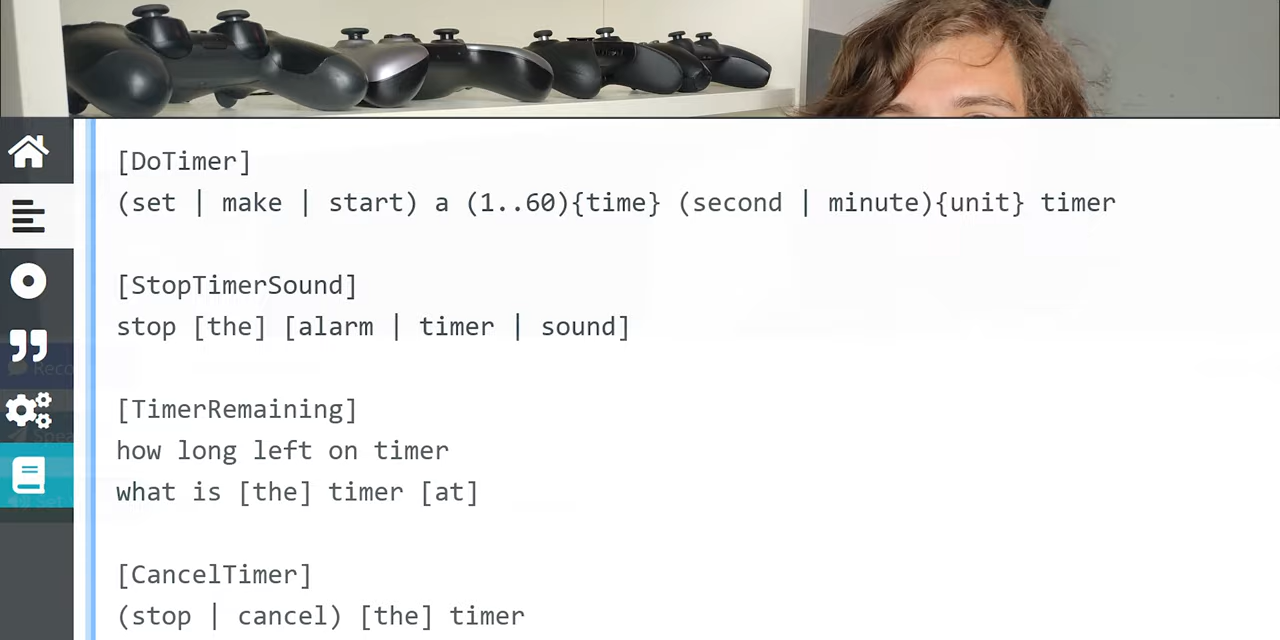 [DoTimer]
(set | make | start) a (1..60){time} (second | minute){unit} timer
[StopTimerSound]
stop [the] [alarm | timer | sound]
[TimerRemaining]
how long left on timer
what is [the] timer [at]
[CancelTimer]
(stop | cancel) [the] timer